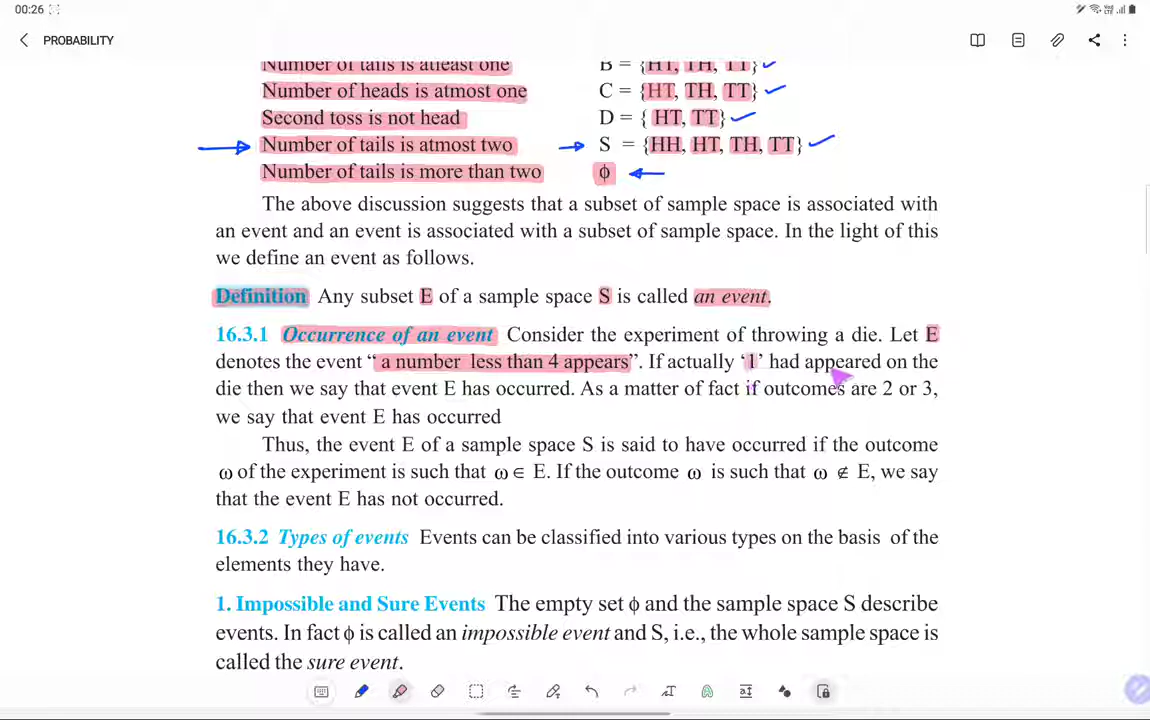 00:26
PROBABILITY
Number of tails is atleast one B = {HT, TH, TT}
Number of heads is atmost one C = {HT, TH, TT}
Second toss is not head D = { HT, TT}
Number of tails is atmost two S = {HH, HT, TH, TT}
Number of tails is more than two ϕ
The above discussion suggests that a subset of sample space is associated with
an event and an event is associated with a subset of sample space. In the light of this
we define an event as follows.
Definition Any subset E of a sample space S is called an event.
16.3.1 Occurrence of an event Consider the experiment of throwing a die. Let E
denotes the event “ a number less than 4 appears”. If actually ‘1’ had appeared on the
die then we say that event E has occurred. As a matter of fact if outcomes are 2 or 3,
we say that event E has occurred
Thus, the event E of a sample space S is said to have occurred if the outcome
ω of the experiment is such that ω ∈ E. If the outcome ω is such that ω ∉ E, we say
that the event E has not occurred.
16.3.2 Types of events Events can be classified into various types on the basis of the
elements they have.
1. Impossible and Sure Events The empty set ϕ and the sample space S describe
events. In fact ϕ is called an impossible event and S, i.e., the whole sample space is
called the sure event.